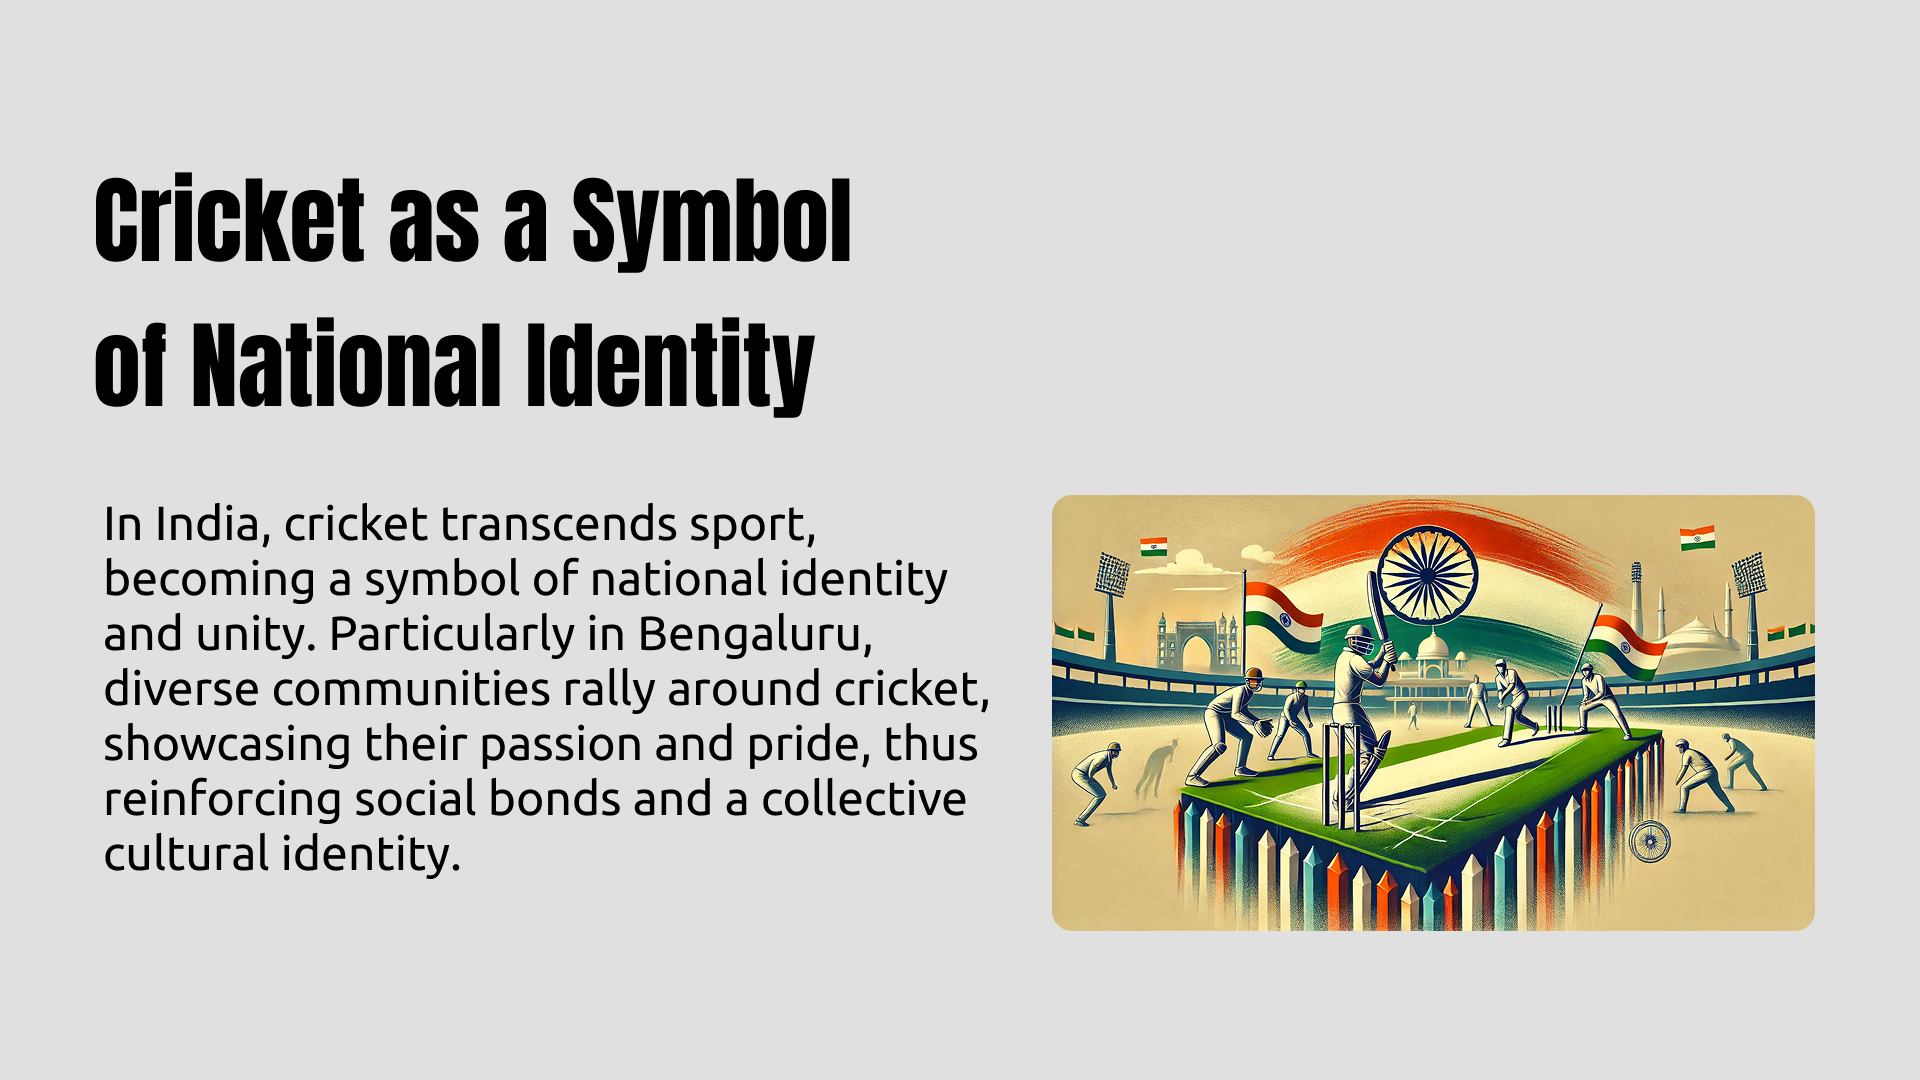 Cricket as a Symbol
of National Identity
In India, cricket transcends sport,
becoming a symbol of national identity
and unity. Particularly in Bengaluru,
diverse communities rally around cricket,
showcasing their passion and pride, thus
reinforcing social bonds and a collective
cultural identity.